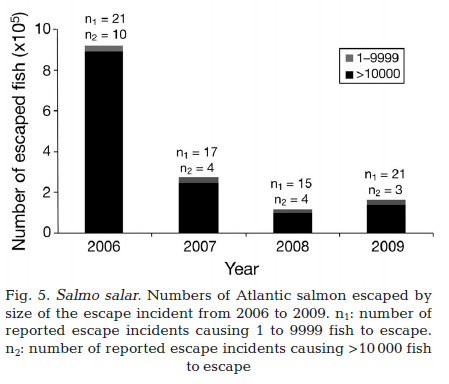 n₁ = 21
n₂ = 10
10
8
6
4
2
0
Number of escaped fish (x10⁵)
1–9999
>10000
n₁ = 17
n₂ = 4
n₁ = 15
n₂ = 4
n₁ = 21
n₂ = 3
2006 2007 2008 2009
Year
Fig. 5. Salmo salar. Numbers of Atlantic salmon escaped by
size of the escape incident from 2006 to 2009. n₁: number of
reported escape incidents causing 1 to 9999 fish to escape.
n₂: number of reported escape incidents causing >10 000 fish
to escape